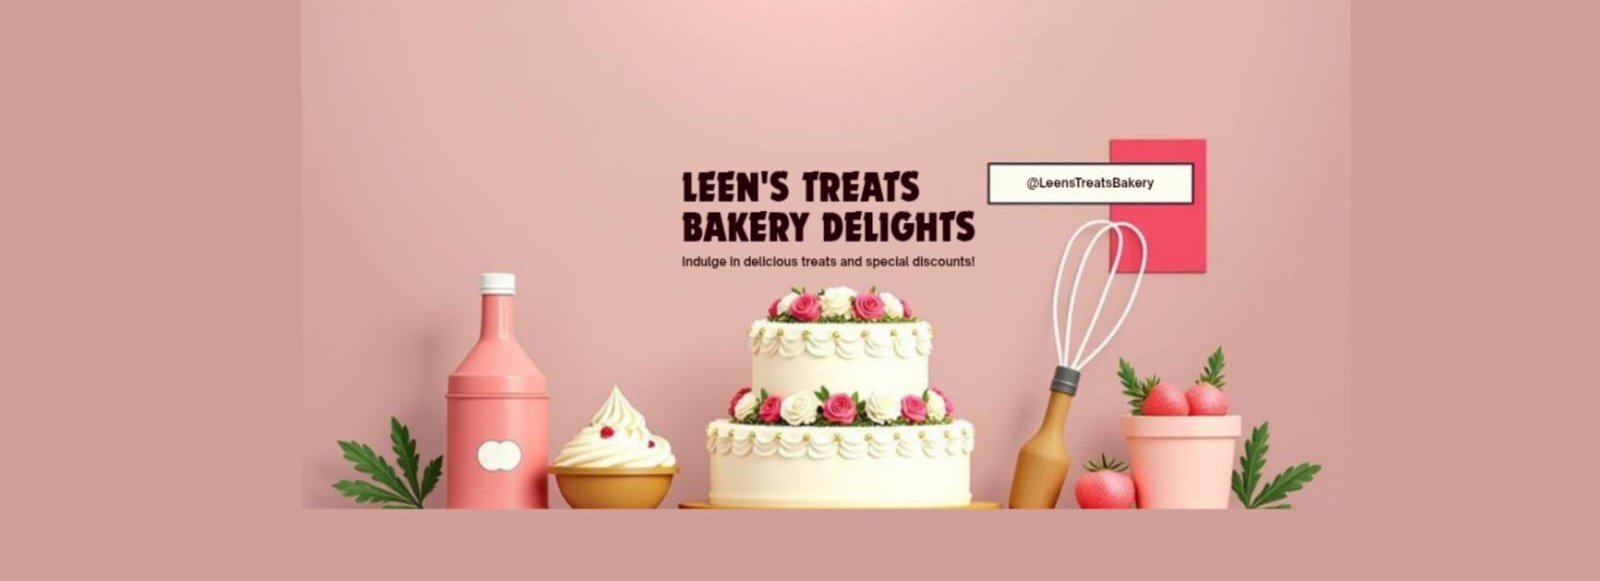 LEEN'S TREATS
BAKERY DELIGHTS
Indulge in delicious treats and special discounts!
@LeensTreatsBakery